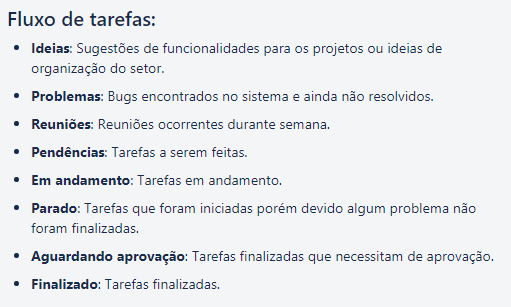 Fluxo de tarefas:
Ideias: Sugestões de funcionalidades para os projetos ou ideias de
organização do setor.
Problemas: Bugs encontrados no sistema e ainda não resolvidos.
Reuniões: Reuniões ocorrentes durante semana.
Pendências: Tarefas a serem feitas.
Em andamento: Tarefas em andamento.
Parado: Tarefas que foram iniciadas porém devido algum problema não
foram finalizadas.
Aguardando aprovação: Tarefas finalizadas que necessitam de aprovação.
Finalizado: Tarefas finalizadas.